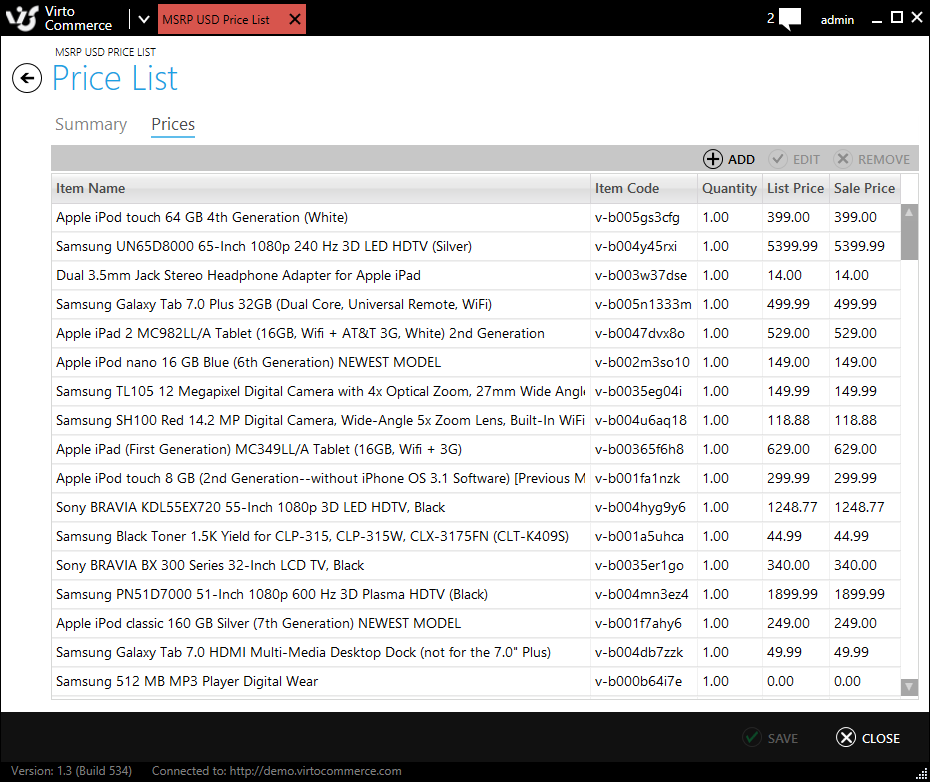 Virto
Commerce
MSRP USD Price List
2
admin
MSRP USD PRICE LIST
Price List
Summary Prices
ADD EDIT REMOVE
Item Name Item Code Quantity List Price Sale Price
Apple iPod touch 64 GB 4th Generation (White) v-b005gs3cfg 1.00 399.00 399.00
Samsung UN65D8000 65-Inch 1080p 240 Hz 3D LED HDTV (Silver) v-b004y45rxi 1.00 5399.99 5399.99
Dual 3.5mm Jack Stereo Headphone Adapter for Apple iPad v-b003w37dse 1.00 14.00 14.00
Samsung Galaxy Tab 7.0 Plus 32GB (Dual Core, Universal Remote, WiFi) v-b005n1333m 1.00 499.99 499.99
Apple iPad 2 MC982LL/A Tablet (16GB, Wifi + AT&T 3G, White) 2nd Generation v-b0047dvx8o 1.00 529.00 529.00
Apple iPod nano 16 GB Blue (6th Generation) NEWEST MODEL v-b002m3so10 1.00 149.00 149.00
Samsung TL105 12 Megapixel Digital Camera with 4x Optical Zoom, 27mm Wide Angle v-b0035eg04i 1.00 149.99 149.99
Samsung SH100 Red 14.2 MP Digital Camera, Wide-Angle 5x Zoom Lens, Built-In WiFi v-b004u6aq18 1.00 118.88 118.88
Apple iPad (First Generation) MC349LL/A Tablet (16GB, Wifi + 3G) v-b00365f6h8 1.00 629.00 629.00
Apple iPod touch 8 GB (2nd Generation--without iPhone OS 3.1 Software) [Previous M v-b001fa1nzk 1.00 299.99 299.99
Sony BRAVIA KDL55EX720 55-Inch 1080p 3D LED HDTV, Black v-b004hyg9y6 1.00 1248.77 1248.77
Samsung Black Toner 1.5K Yield for CLP-315, CLP-315W, CLX-3175FN (CLT-K409S) v-b001a5uhca 1.00 44.99 44.99
Sony BRAVIA BX 300 Series 32-Inch LCD TV, Black v-b0035er1go 1.00 340.00 340.00
Samsung PN51D7000 51-Inch 1080p 600 Hz 3D Plasma HDTV (Black) v-b004mn3ez4 1.00 1899.99 1899.99
Apple iPod classic 160 GB Silver (7th Generation) NEWEST MODEL v-b001f7ahy6 1.00 249.00 249.00
Samsung Galaxy Tab 7.0 HDMI Multi-Media Desktop Dock (not for the 7.0" Plus) v-b004db7zzk 1.00 49.99 49.99
Samsung 512 MB MP3 Player Digital Wear v-b000b64i7e 1.00 0.00 0.00
SAVE CLOSE
Version: 1.3 (Build 534) Connected to: http://demo.virtocommerce.com